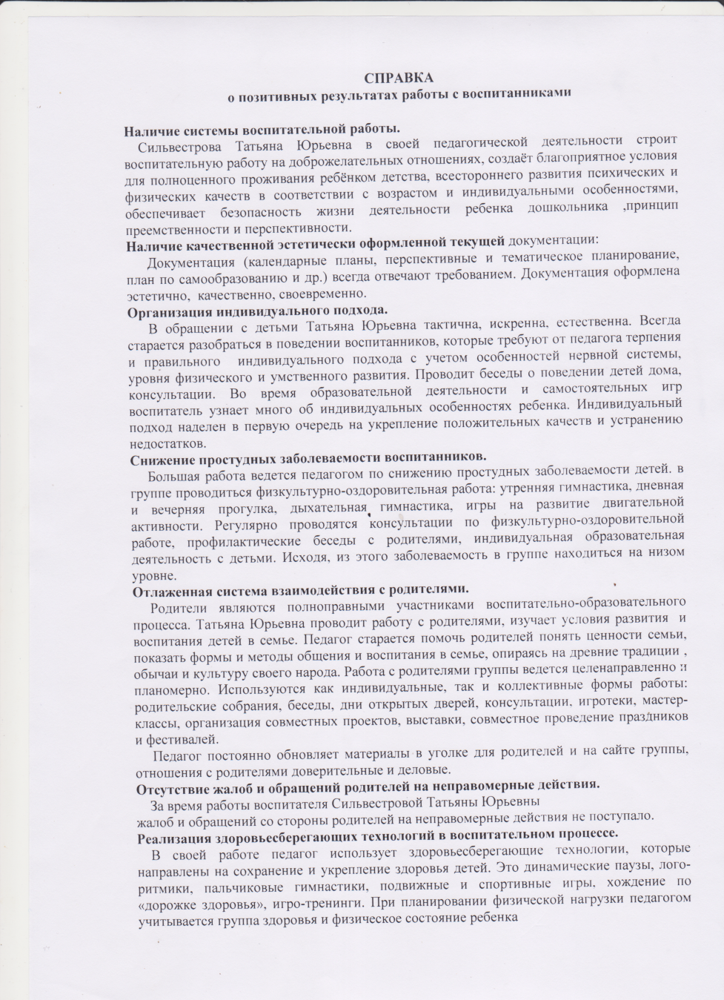 СПРАВКА
о позитивных результатах работы с воспитанниками
Наличие системы воспитательной работы.
Сильвестрова Татьяна Юрьевна в своей педагогической деятельности строит
воспитательную работу на доброжелательных отношениях, создаёт благоприятное условия
для полноценного проживания ребёнком детства, всестороннего развития психических и
физических качеств в соответствии с возрастом и индивидуальными особенностями,
обеспечивает безопасность жизни деятельности ребенка дошкольника ,принцип
преемственности и перспективности.
Наличие качественной эстетически оформленной текущей документации:
Документация (календарные планы, перспективные и тематическое планирование,
план по самообразованию и др.) всегда отвечают требованием. Документация оформлена
эстетично, качественно, своевременно.
Организация индивидуального подхода.
В обращении с детьми Татьяна Юрьевна тактична, искренна, естественна. Всегда
старается разобраться в поведении воспитанников, которые требуют от педагога терпения
и правильного индивидуального подхода с учетом особенностей нервной системы,
уровня физического и умственного развития. Проводит беседы о поведении детей дома,
консультации. Во время образовательной деятельности и самостоятельных игр
воспитатель узнает много об индивидуальных особенностях ребенка. Индивидуальный
подход наделен в первую очередь на укрепление положительных качеств и устранению
недостатков.
Снижение простудных заболеваемости воспитанников.
Большая работа ведется педагогом по снижению простудных заболеваемости детей. в
группе проводиться физкультурно-оздоровительная работа: утренняя гимнастика, дневная
и вечерняя прогулка, дыхательная гимнастика, игры на развитие двигательной
активности. Регулярно проводятся консультации по физкультурно-оздоровительной
работе, профилактические беседы с родителями, индивидуальная образовательная
деятельность с детьми. Исходя, из этого заболеваемость в группе находиться на низом
уровне.
Отлаженная система взаимодействия с родителями.
Родители являются полноправными участниками воспитательно-образовательного
процесса. Татьяна Юрьевна проводит работу с родителями, изучает условия развития и
воспитания детей в семье. Педагог старается помочь родителей понять ценности семьи,
показать формы и методы общения и воспитания в семье, опираясь на древние традиции ,
обычаи и культуру своего народа. Работа с родителями группы ведется целенаправленно и
планомерно. Используются как индивидуальные, так и коллективные формы работы:
родительские собрания, беседы, дни открытых дверей, консультации, игротеки, мастер-
классы, организация совместных проектов, выставки, совместное проведение праздников
и фестивалей.
Педагог постоянно обновляет материалы в уголке для родителей и на сайте группы,
отношения с родителями доверительные и деловые.
Отсутствие жалоб и обращений родителей на неправомерные действия.
За время работы воспитателя Сильвестровой Татьяны Юрьевны
жалоб и обращений со стороны родителей на неправомерные действия не поступало.
Реализация здоровьесберегающих технологий в воспитательном процессе.
В своей работе педагог использует здоровьесберегающие технологии, которые
направлены на сохранение и укрепление здоровья детей. Это динамические паузы, лого-
ритмики, пальчиковые гимнастики, подвижные и спортивные игры, хождение по
«дорожке здоровья», игро-тренинги. При планировании физической нагрузки педагогом
учитывается группа здоровья и физическое состояние ребенка